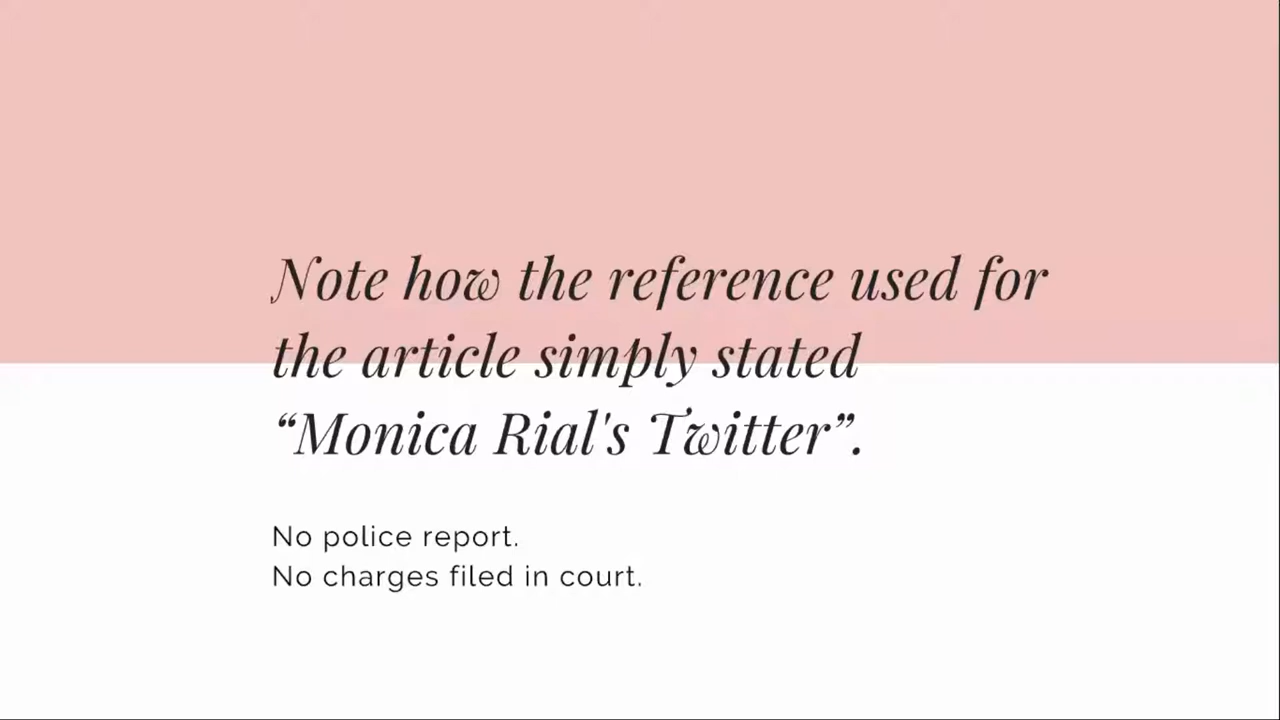 Note how the reference used for
the article simply stated
“Monica Rial's Twitter”.
No police report.
No charges filed in court.